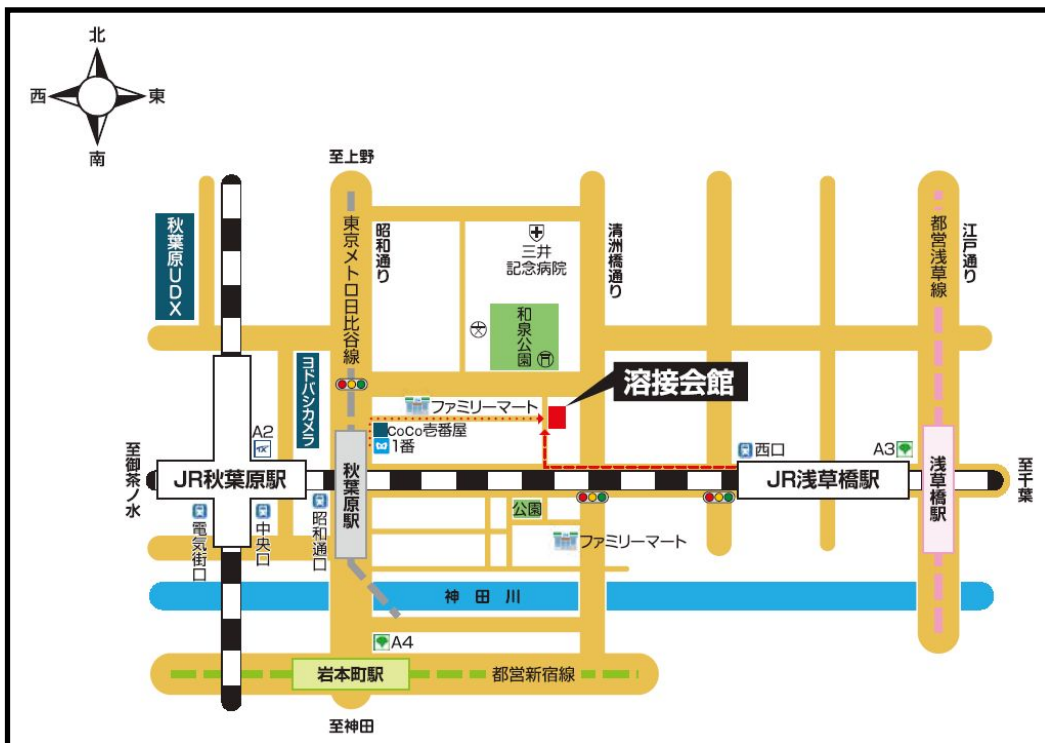 北
西
東
南
至上野
秋葉原UDX
東京メトロ日比谷線
昭和通り
三井
記念病院
清洲橋通り
都営浅草線
江戸通り
和泉公園
ヨドバシカメラ
溶接会館
ファミリーマート
CoCo壱番屋
1番
A2
西口
A3
至御茶ノ水
JR秋葉原駅
秋葉原駅
JR浅草橋駅
浅草橋駅
至千葉
電気街口
中央口
昭和通口
公園
ファミリーマート
神田川
A4
岩本町駅
都営新宿線
至神田